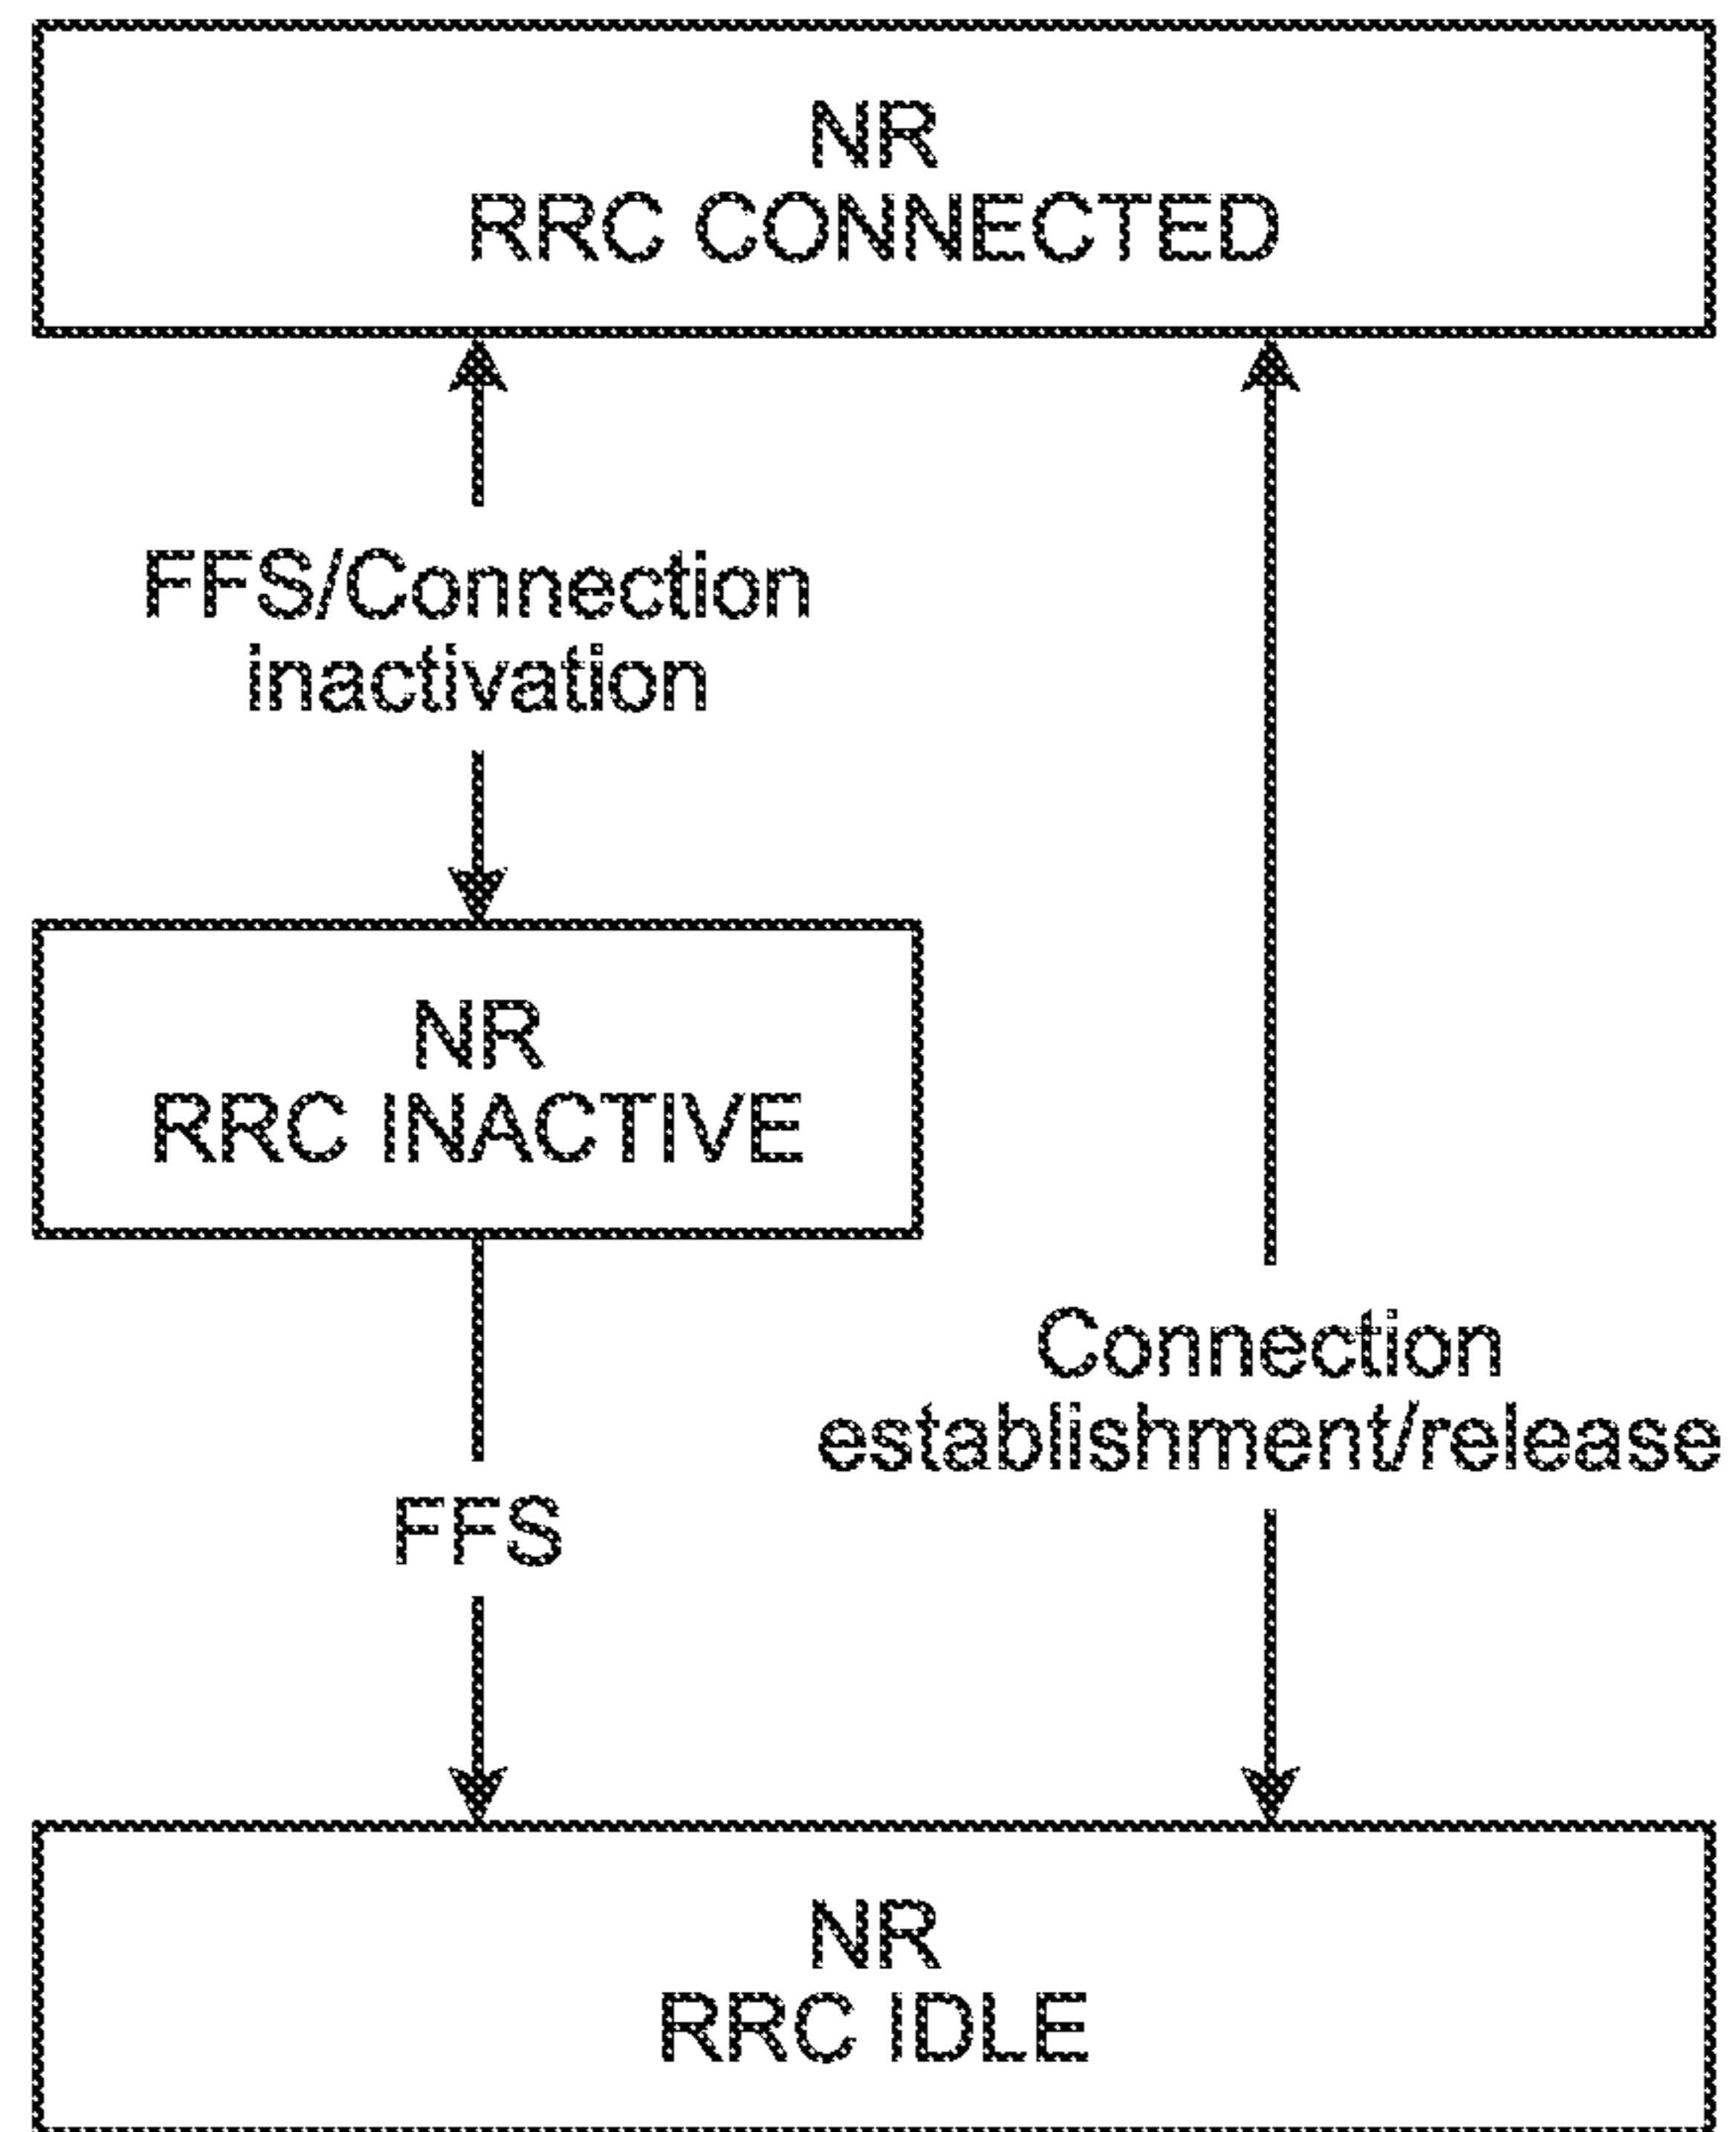 NR
RRC CONNECTED
FFS/Connection
inactivation
NR
RRC INACTIVE
Connection
establishment/release
FFS
NR
RRC IDLE